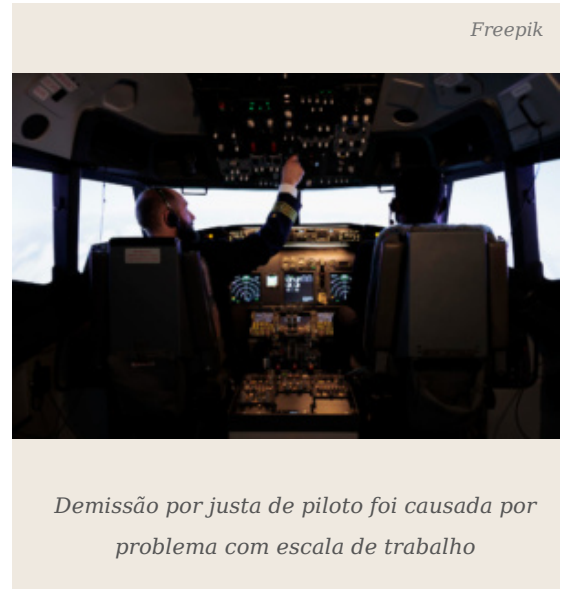 Freepik
Demissão por justa de piloto foi causada por
problema com escala de trabalho